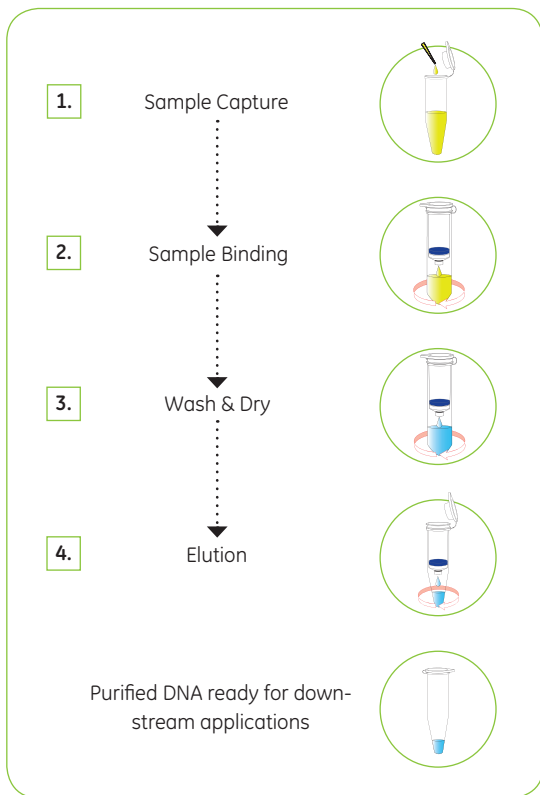 1. Sample Capture
2. Sample Binding
3. Wash & Dry
4. Elution
Purified DNA ready for down-
stream applications